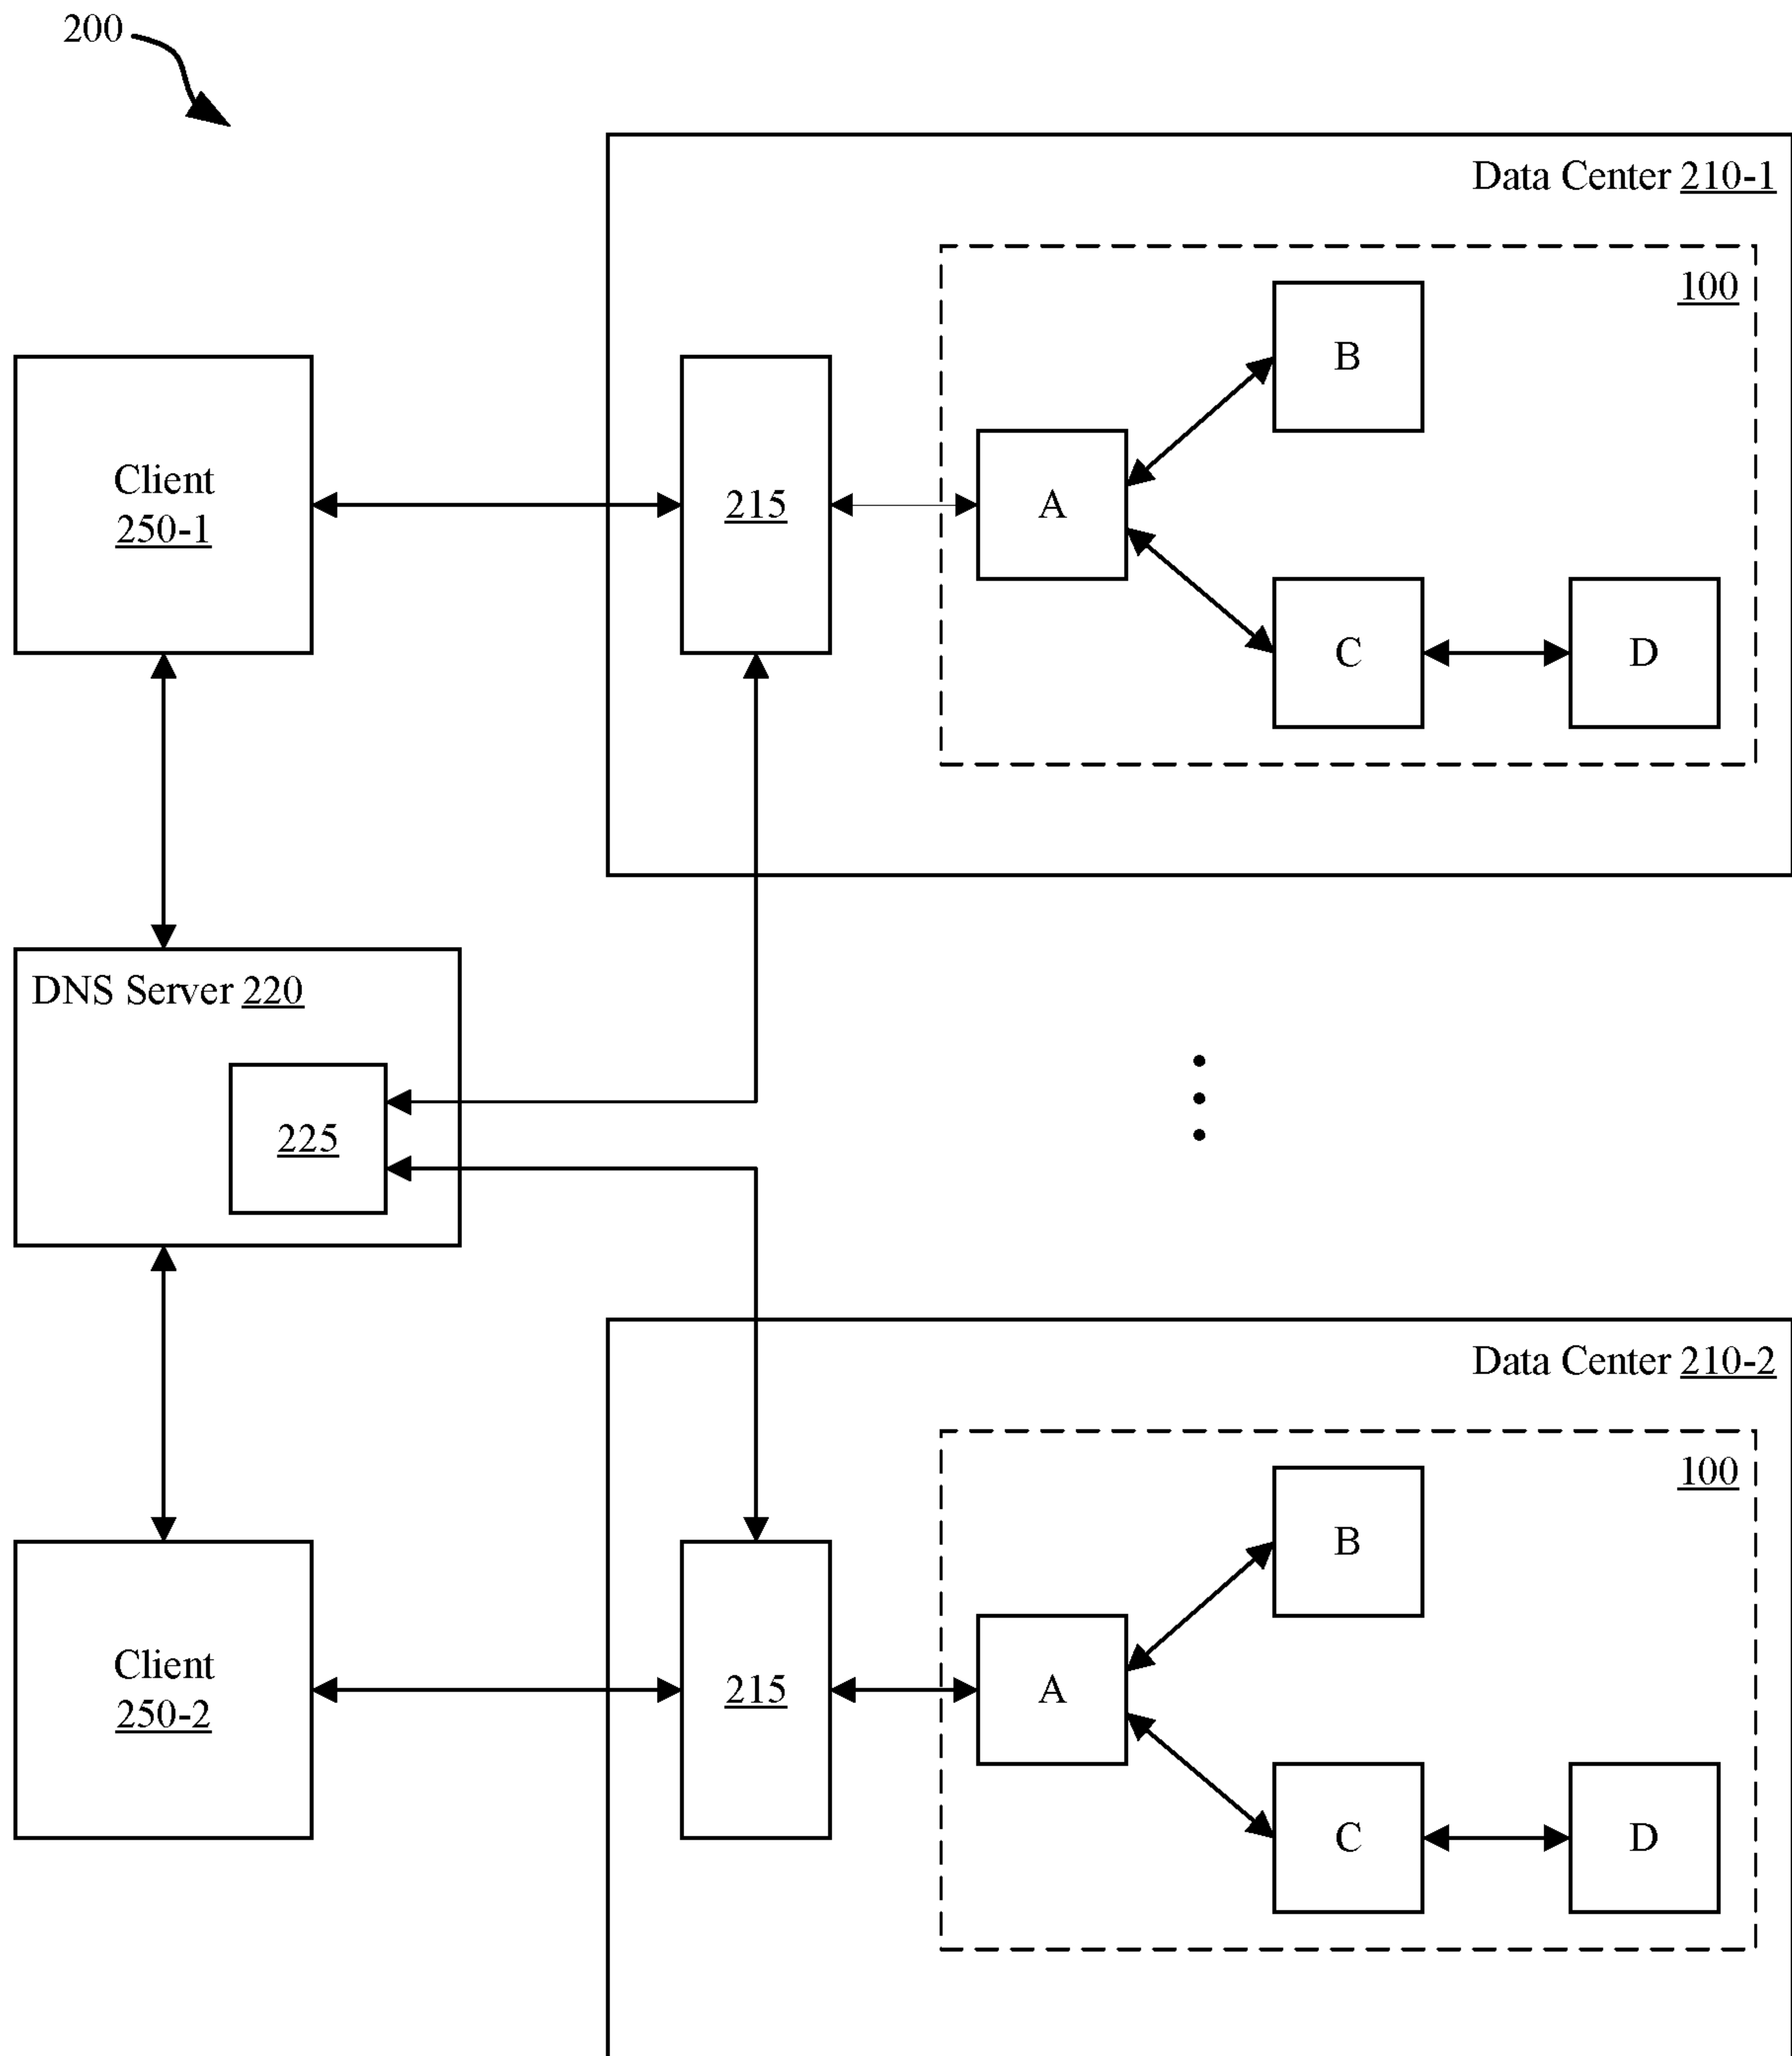 200
Data Center 210-1
100
B
Client
250-1
215
A
C
D
DNS Server 220
225
Data Center 210-2
100
B
Client
250-2
215
A
C
D